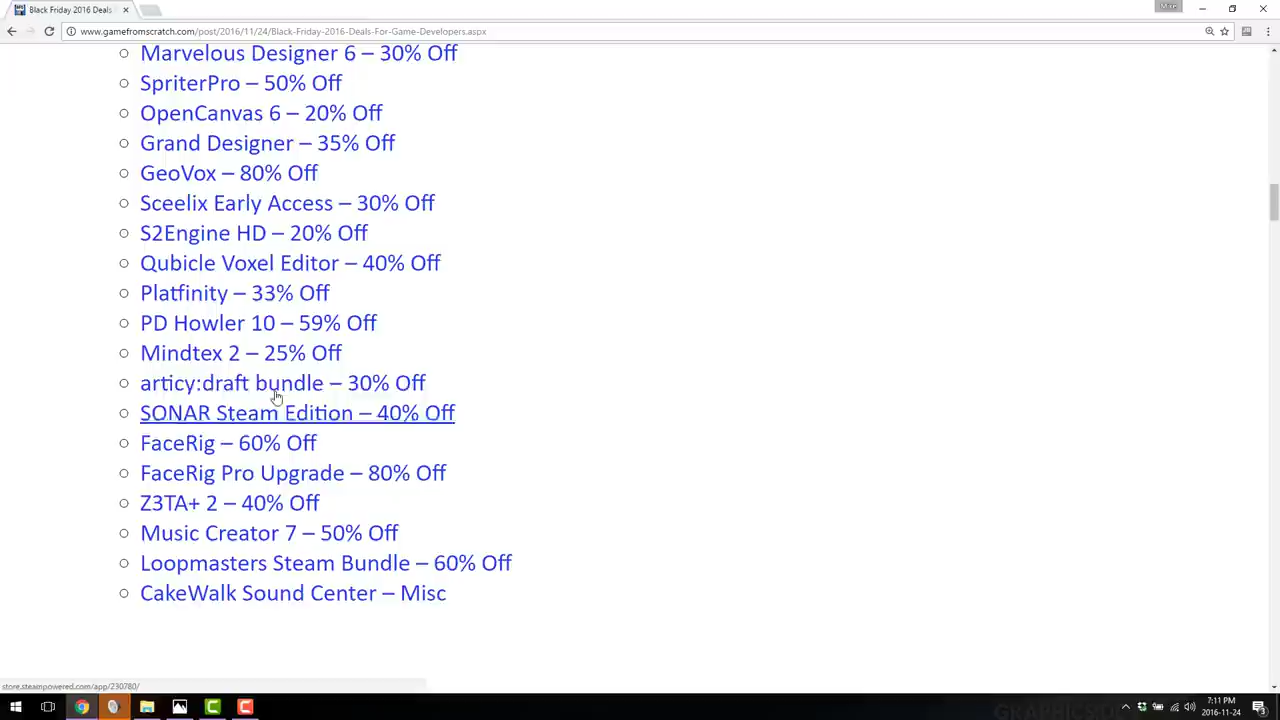 Black Friday 2016 Deals
www.gamefromscratch.com/post/2016/11/24/Black-Friday-2016-Deals-For-Game-Developers.aspx
Marvelous Designer 6 – 30% Off
SpriterPro – 50% Off
OpenCanvas 6 – 20% Off
Grand Designer – 35% Off
GeoVox – 80% Off
Sceelix Early Access – 30% Off
S2Engine HD – 20% Off
Qubicle Voxel Editor – 40% Off
Platfinity – 33% Off
PD Howler 10 – 59% Off
Mindtex 2 – 25% Off
articy:draft bundle – 30% Off
SONAR Steam Edition – 40% Off
FaceRig – 60% Off
FaceRig Pro Upgrade – 80% Off
Z3TA+ 2 – 40% Off
Music Creator 7 – 50% Off
Loopmasters Steam Bundle – 60% Off
CakeWalk Sound Center – Misc
store.steampowered.com/app/230780/
7:11 PM
2016-11-24